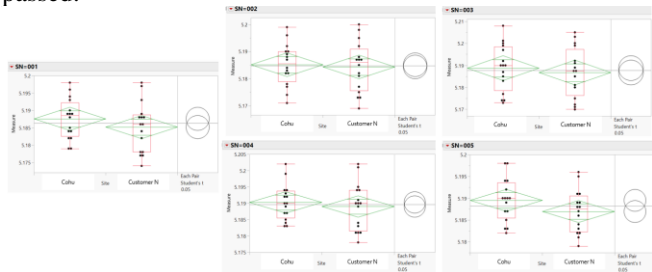 passed.
SN=001
5.2
5.195
5.19
5.185
5.18
5.175
Measure
Cohu
Site
Customer N
Each Pair
Student's t
0.05
SN=002
5.2
5.19
5.18
5.17
Measure
Cohu
Site
Customer N
Each Pair
Student's t
0.05
SN=003
5.21
5.2
5.19
5.18
5.17
Measure
Cohu
Site
Customer N
Each Pair
Student's t
0.05
SN=004
5.205
5.2
5.195
5.19
5.185
5.18
5.175
Measure
Cohu
Site
Customer N
Each Pair
Student's t
0.05
SN=005
5.2
5.195
5.19
5.185
5.18
Measure
Cohu
Site
Customer N
Each Pair
Student's t
0.05